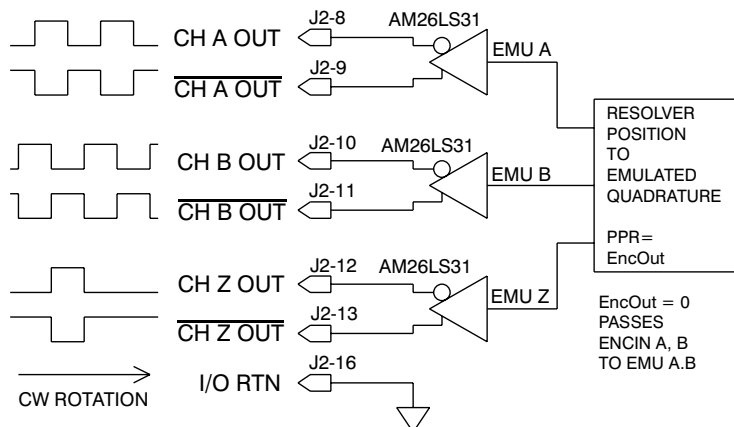 J2-8
AM26LS31
CH A OUT
EMU A
J2-9
CH A OUT
RESOLVER
POSITION
TO
EMULATED
QUADRATURE
PPR=
EncOut
J2-10
AM26LS31
CH B OUT
EMU B
J2-11
CH B OUT
J2-12
AM26LS31
CH Z OUT
EMU Z
J2-13
CH Z OUT
EncOut = 0
PASSES
ENCIN A, B
TO EMU A.B
J2-16
I/O RTN
CW ROTATION